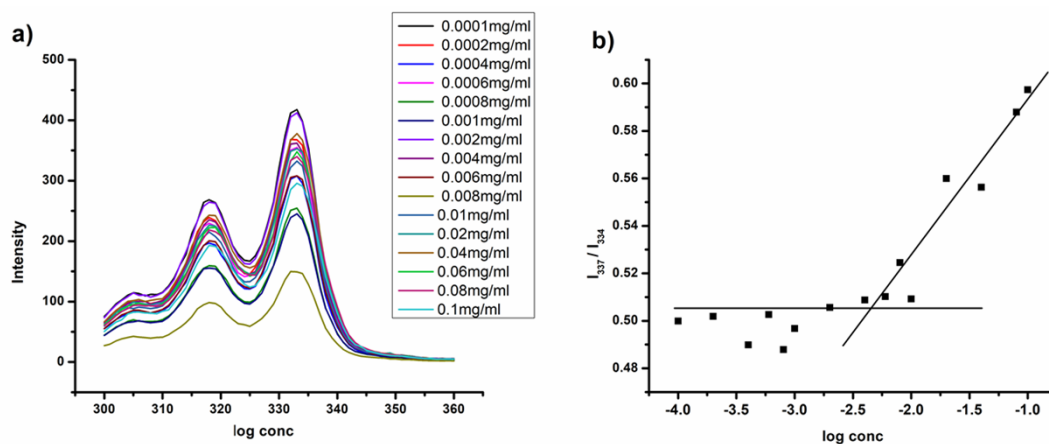 a)
500
400
300
200
100
0
Intensity
300 310 320 330 340 350 360
log conc
0.0001mg/ml
0.0002mg/ml
0.0004mg/ml
0.0006mg/ml
0.0008mg/ml
0.001mg/ml
0.002mg/ml
0.004mg/ml
0.006mg/ml
0.008mg/ml
0.01mg/ml
0.02mg/ml
0.04mg/ml
0.06mg/ml
0.08mg/ml
0.1mg/ml
b)
0.60
0.58
0.56
0.54
0.52
0.50
0.48
I337 / I334
-4.0 -3.5 -3.0 -2.5 -2.0 -1.5 -1.0
log conc